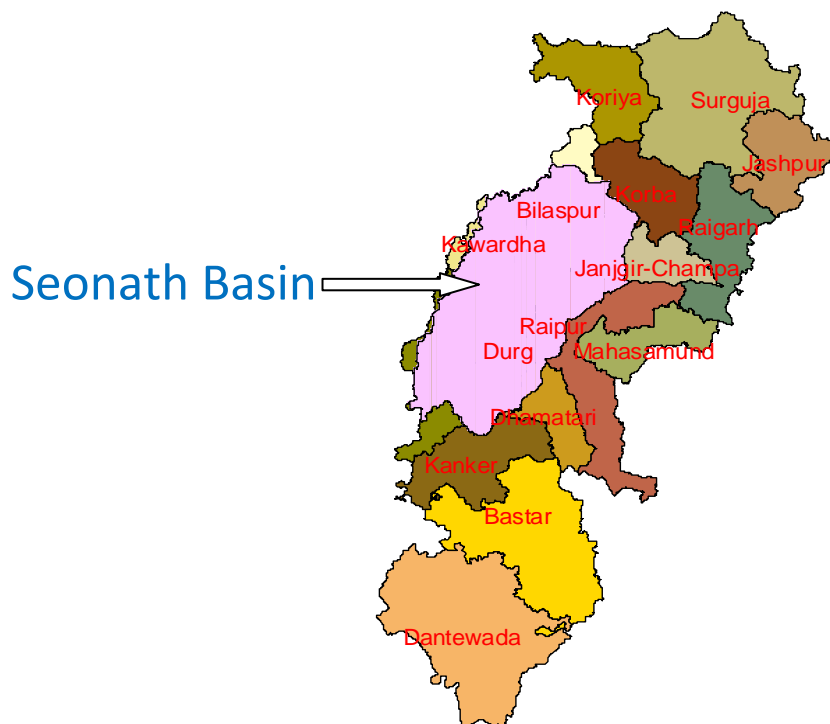 Koriya
Surguja
Jashpur
Korba
Bilaspur
Raigarh
Kawardha
Janjgir-Champa
Seonath Basin
Raipur
Durg
Mahasamund
Dhamatari
Kanker
Bastar
Dantewada